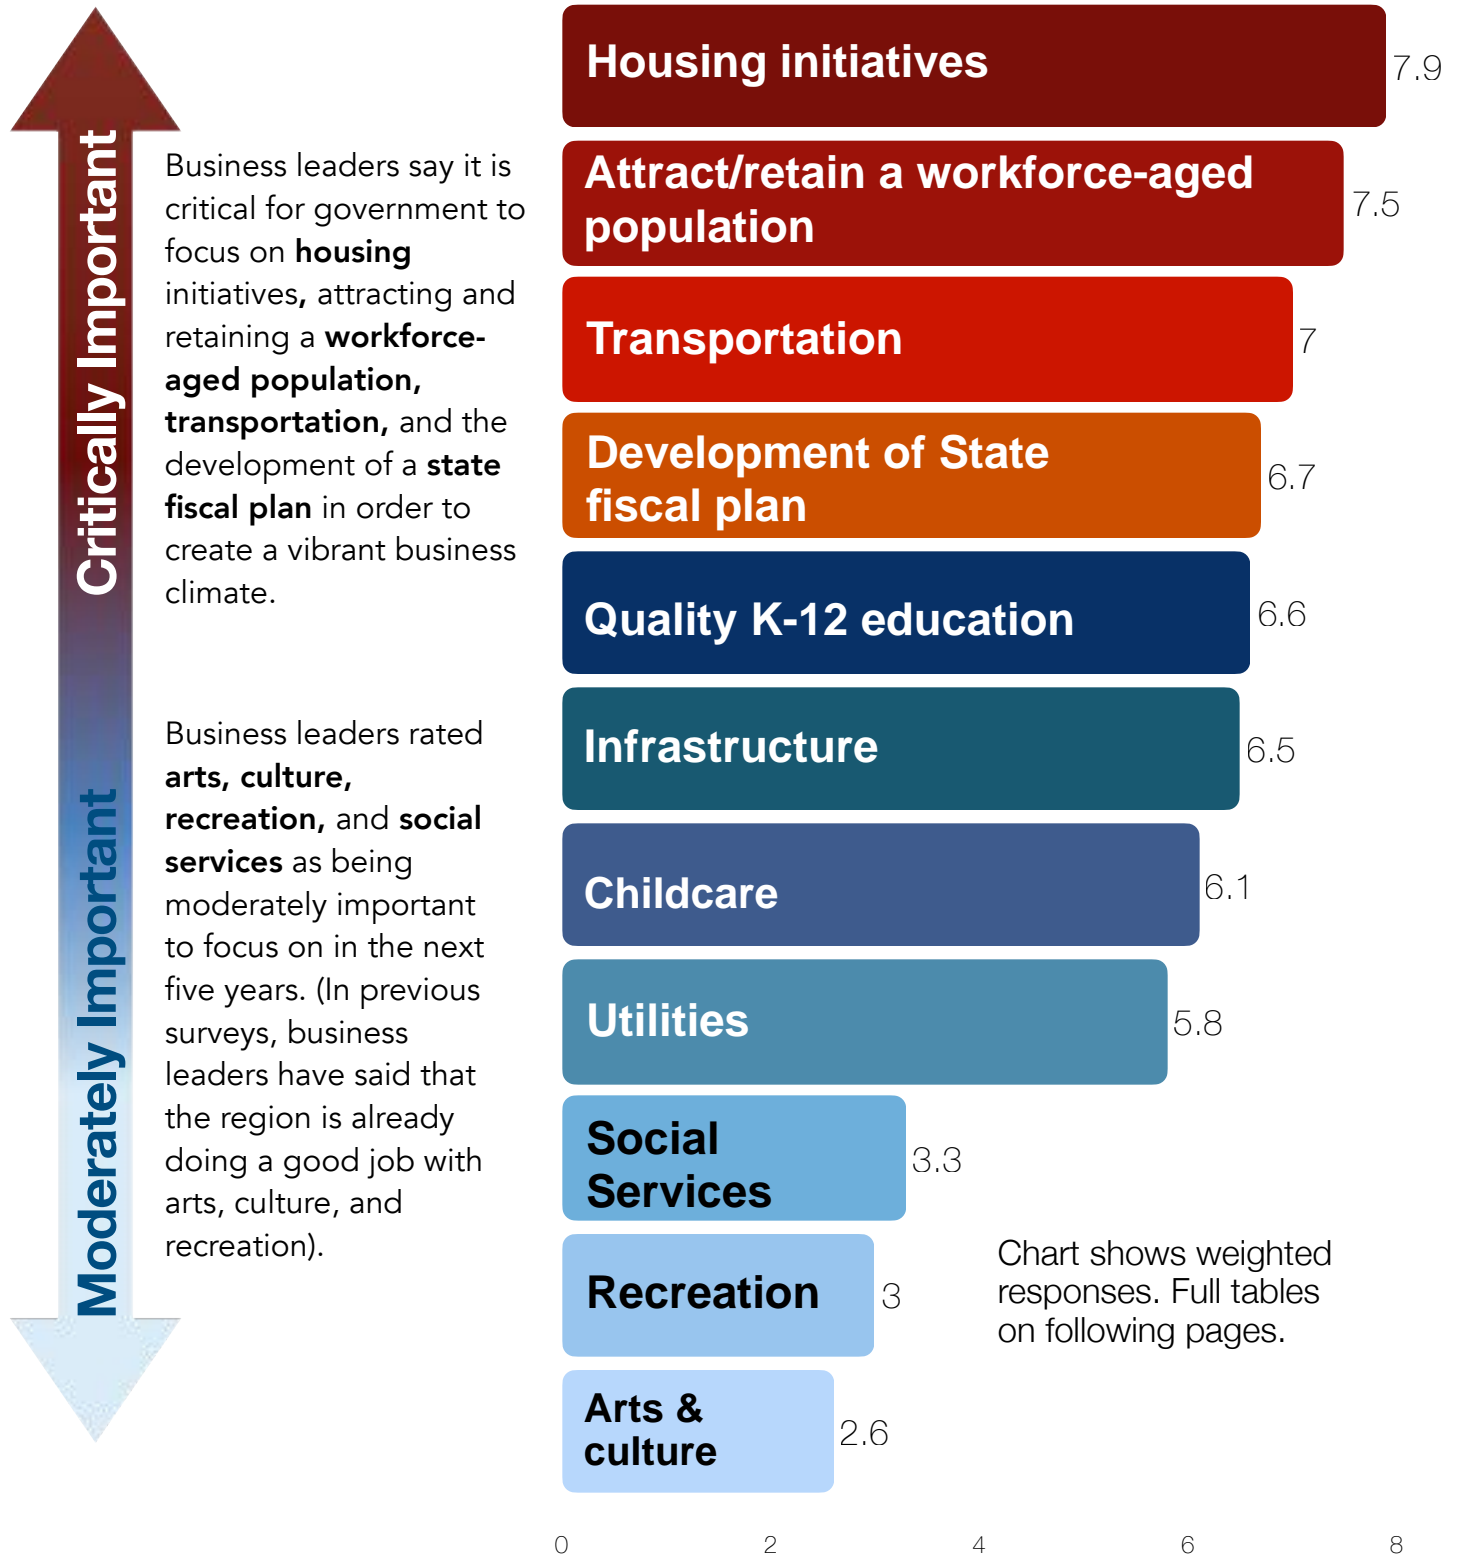 Critically Important
Moderately Important
Business leaders say it is
critical for government to
focus on housing
initiatives, attracting and
retaining a workforce-
aged population,
transportation, and the
development of a state
fiscal plan in order to
create a vibrant business
climate.
Business leaders rated
arts, culture,
recreation, and social
services as being
moderately important
to focus on in the next
five years. (In previous
surveys, business
leaders have said that
the region is already
doing a good job with
arts, culture, and
recreation).
Housing initiatives
7.9
Attract/retain a workforce-aged
population
7.5
Transportation
7
Development of State
fiscal plan
6.7
Quality K-12 education
6.6
Infrastructure
6.5
Childcare
6.1
Utilities
5.8
Social
Services
3.3
Recreation
3
Arts &
culture
2.6
Chart shows weighted
responses. Full tables
on following pages.
0 2 4 6 8